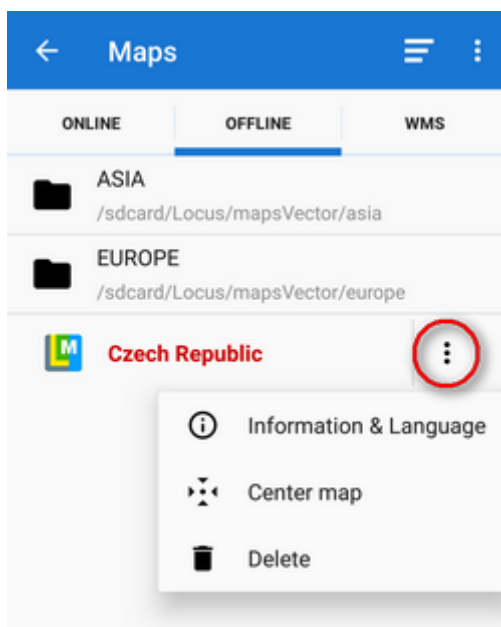 Maps
ONLINE OFFLINE WMS
ASIA
/sdcard/Locus/mapsVector/asia
EUROPE
/sdcard/Locus/mapsVector/europe
M Czech Republic
Information & Language
Center map
Delete